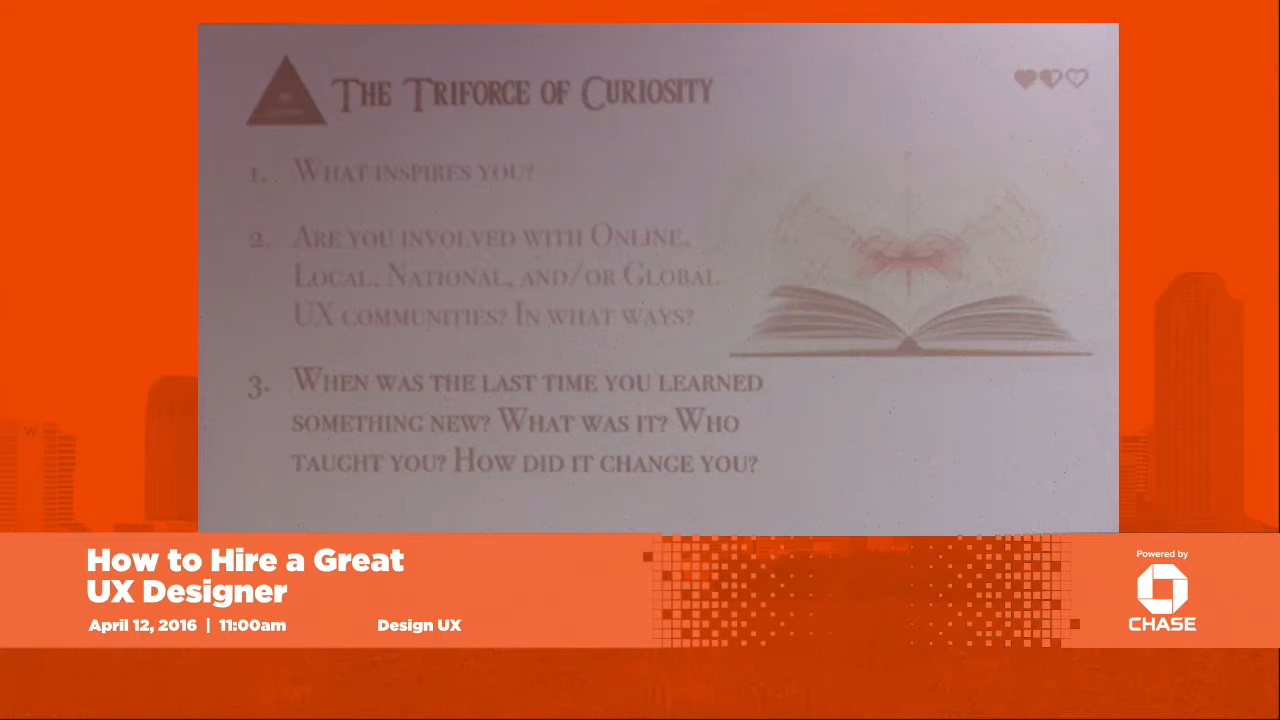 The Triforce of Curiosity
1. What inspires you?
2. Are you involved with Online,
Local, National, and/or Global
UX communities? In what ways?
3. When was the last time you learned
something new? What was it? Who
taught you? How did it change you?
How to Hire a Great
UX Designer
April 12, 2016 | 11:00am
Design UX
Powered by
CHASE